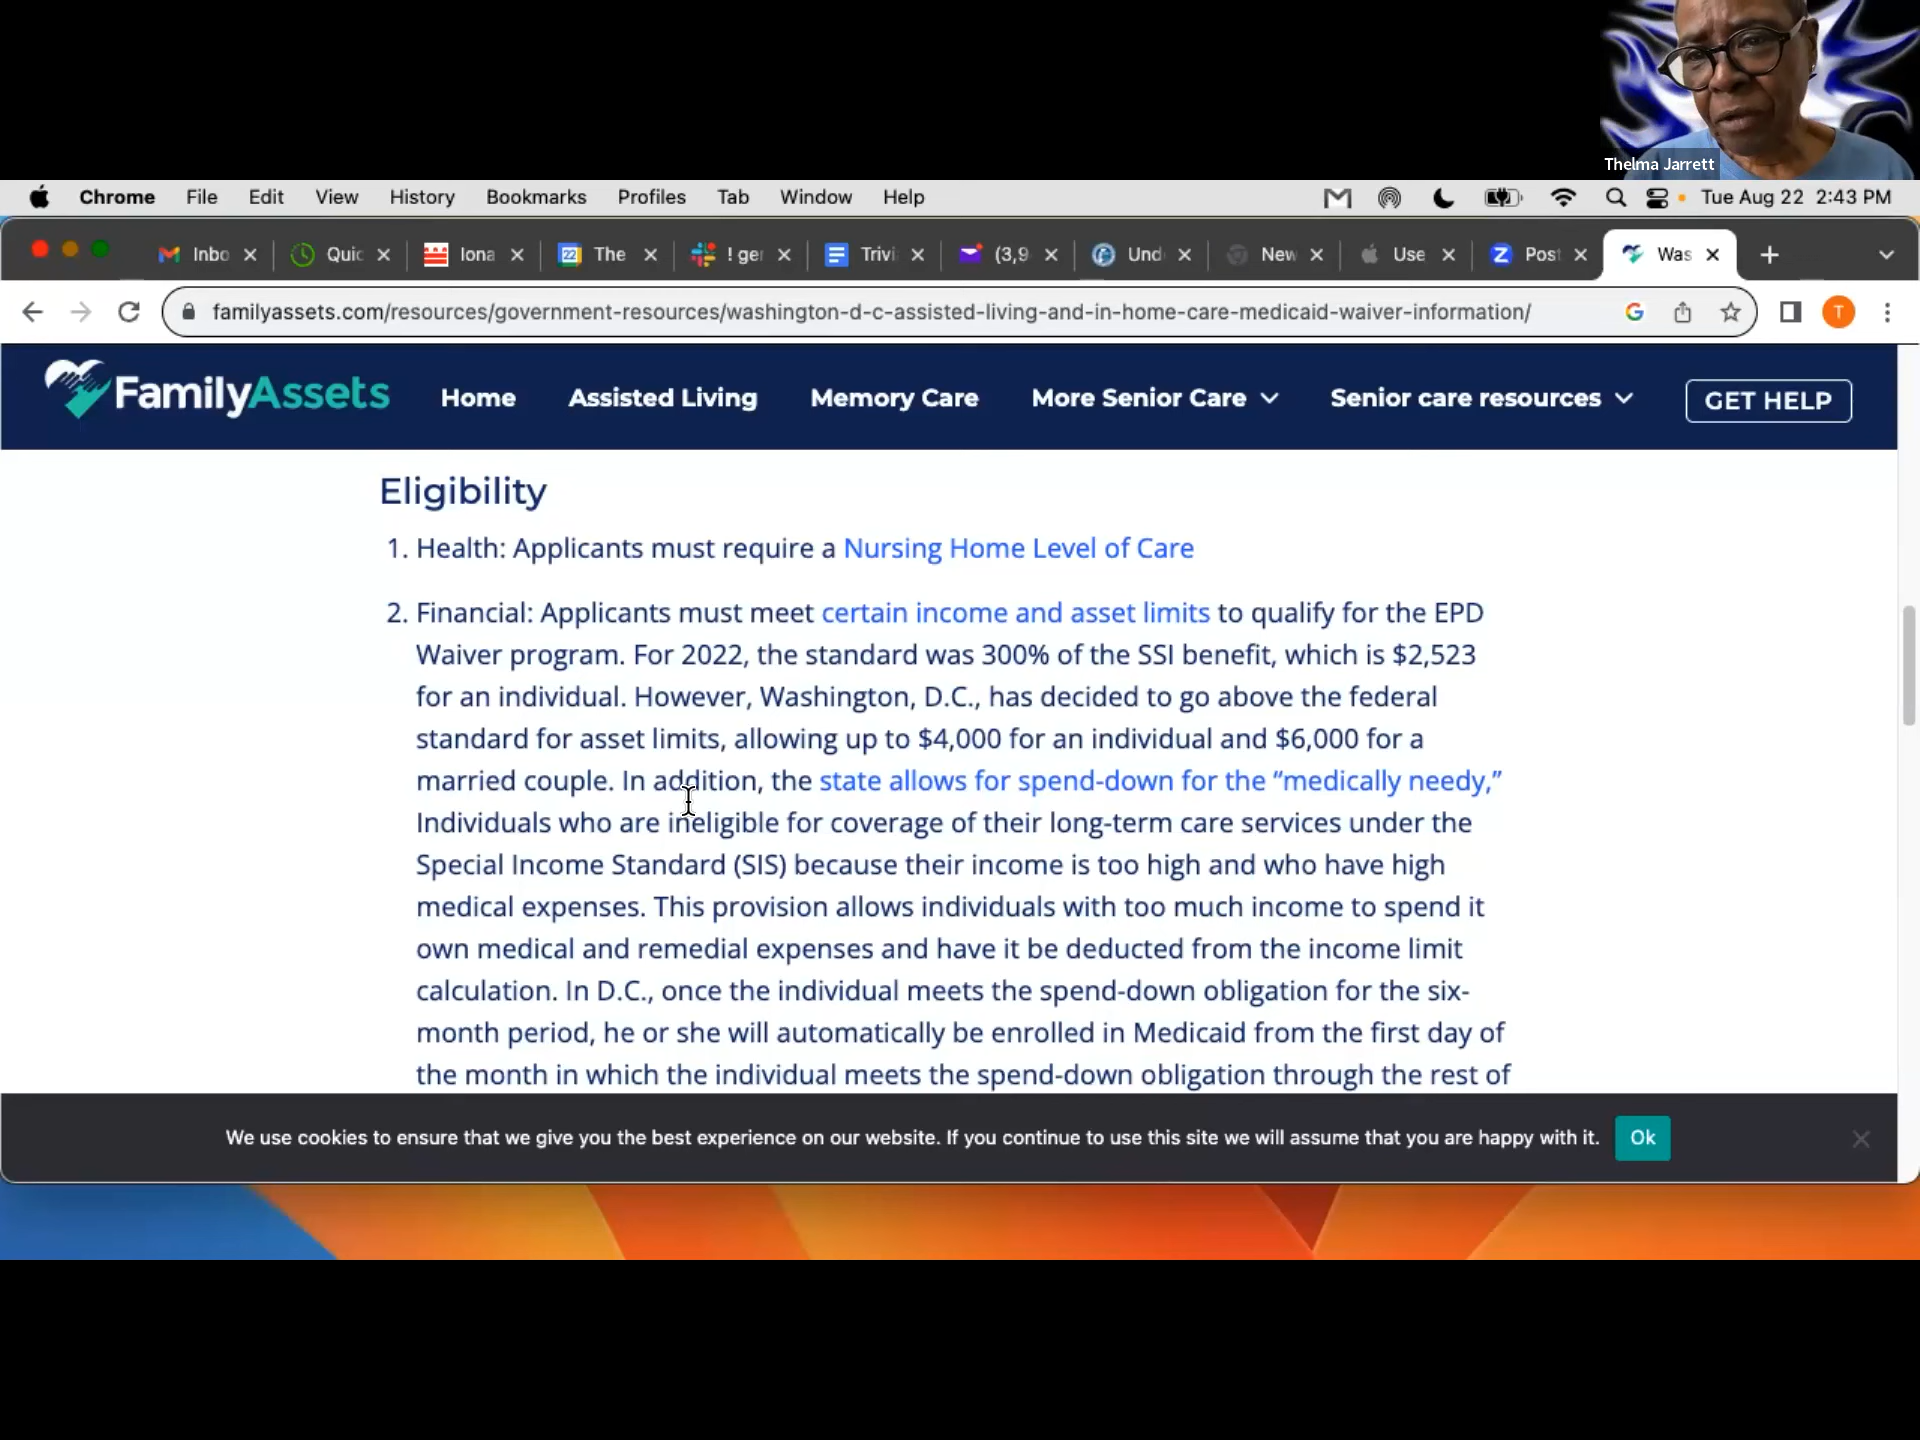 Thelma Jarrett
Chrome File Edit View History Bookmarks Profiles Tab Window Help Tue Aug 22 2:43 PM
Inbo Quic Iona 22 The ! ger Trivi (3,9 Und New Use Post Was
familyassets.com/resources/government-resources/washington-d-c-assisted-living-and-in-home-care-medicaid-waiver-information/ T
FamilyAssets Home Assisted Living Memory Care More Senior Care Senior care resources GET HELP
Eligibility
1. Health: Applicants must require a Nursing Home Level of Care
2. Financial: Applicants must meet certain income and asset limits to qualify for the EPD
Waiver program. For 2022, the standard was 300% of the SSI benefit, which is $2,523
for an individual. However, Washington, D.C., has decided to go above the federal
standard for asset limits, allowing up to $4,000 for an individual and $6,000 for a
married couple. In addition, the state allows for spend-down for the “medically needy,”
Individuals who are ineligible for coverage of their long-term care services under the
Special Income Standard (SIS) because their income is too high and who have high
medical expenses. This provision allows individuals with too much income to spend it
own medical and remedial expenses and have it be deducted from the income limit
calculation. In D.C., once the individual meets the spend-down obligation for the six-
month period, he or she will automatically be enrolled in Medicaid from the first day of
the month in which the individual meets the spend-down obligation through the rest of
We use cookies to ensure that we give you the best experience on our website. If you continue to use this site we will assume that you are happy with it. Ok